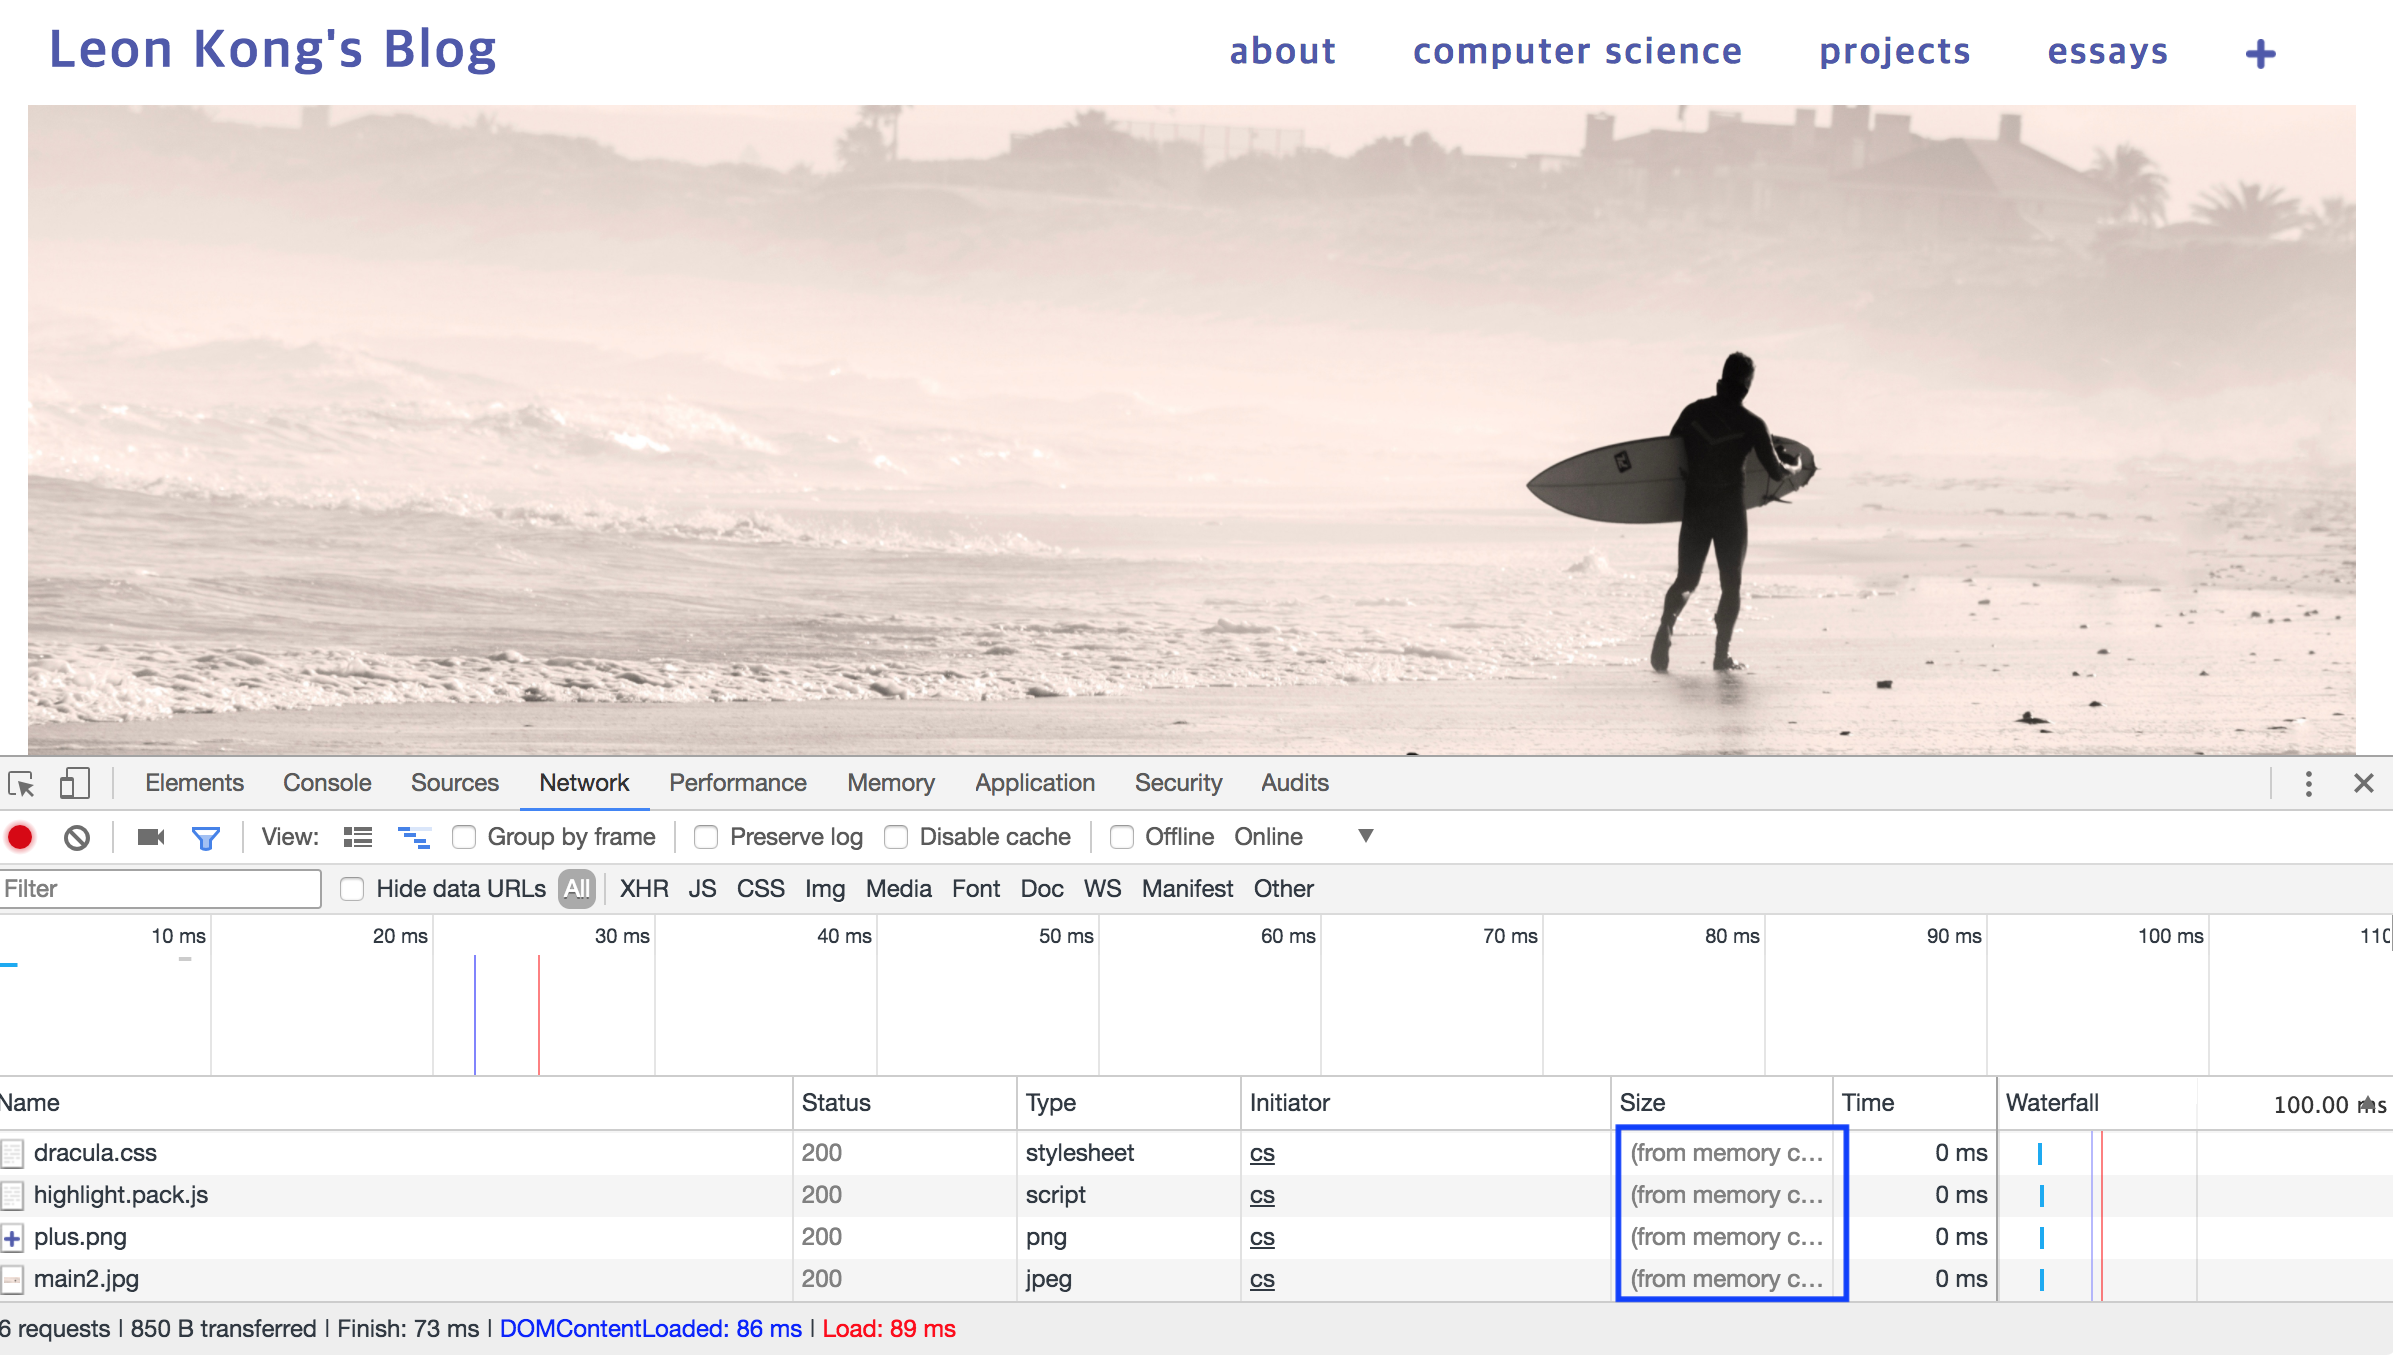 Leon Kong's Blog about computer science projects essays +
Elements Console Sources Network Performance Memory Application Security Audits
View: Group by frame Preserve log Disable cache Offline Online
Filter Hide data URLs All XHR JS CSS Img Media Font Doc WS Manifest Other
10 ms 20 ms 30 ms 40 ms 50 ms 60 ms 70 ms 80 ms 90 ms 100 ms 110
Name Status Type Initiator Size Time Waterfall 100.00 ms
dracula.css 200 stylesheet cs (from memory c... 0 ms
highlight.pack.js 200 script cs (from memory c... 0 ms
plus.png 200 png cs (from memory c... 0 ms
main2.jpg 200 jpeg cs (from memory c... 0 ms
6 requests | 850 B transferred | Finish: 73 ms | DOMContentLoaded: 86 ms | Load: 89 ms